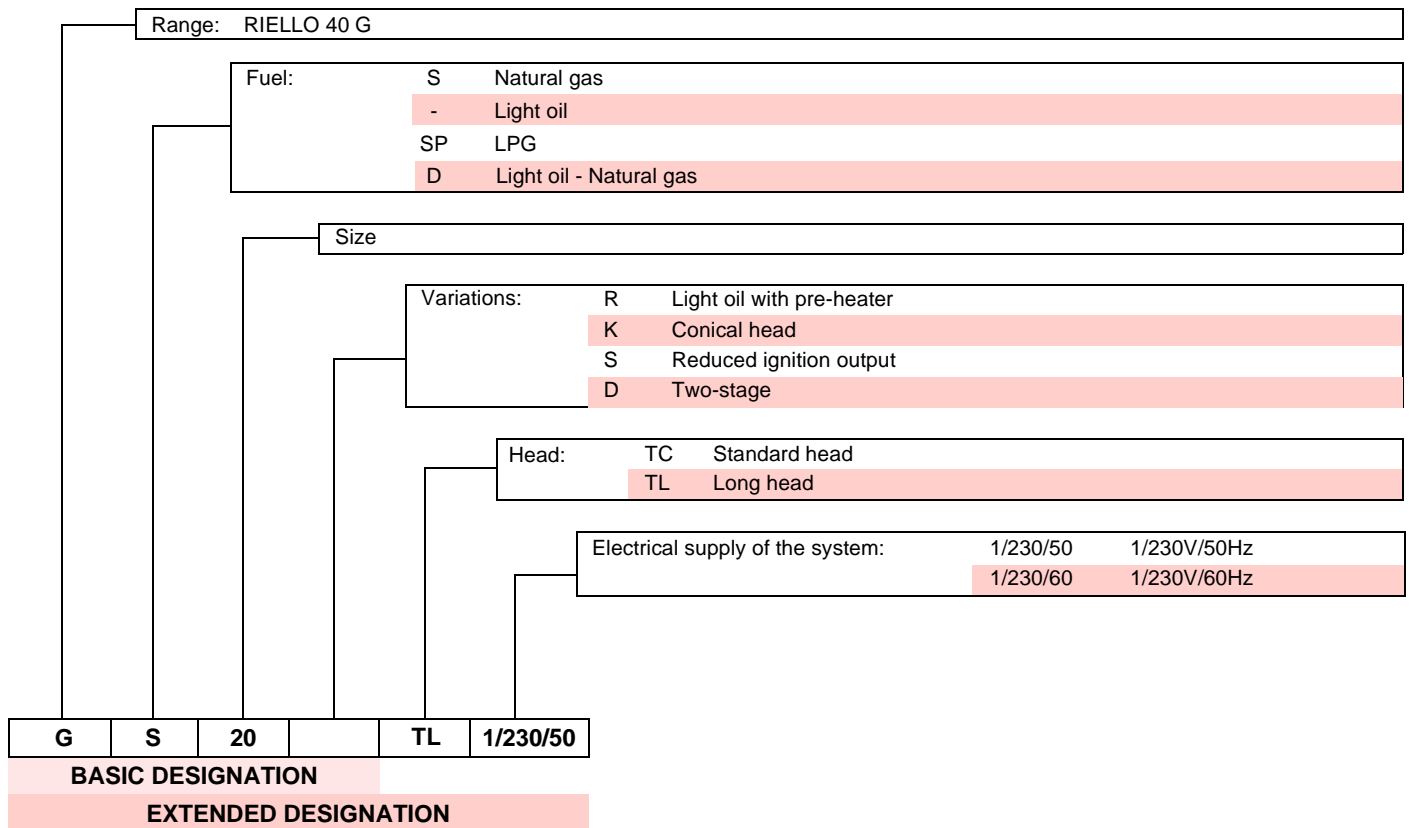 Range: RIELLO 40 G
Fuel: S Natural gas
- Light oil
SP LPG
D Light oil - Natural gas
Size
Variations: R Light oil with pre-heater
K Conical head
S Reduced ignition output
D Two-stage
Head: TC Standard head
TL Long head
Electrical supply of the system: 1/230/50 1/230V/50Hz
1/230/60 1/230V/60Hz
G S 20 TL 1/230/50
BASIC DESIGNATION
EXTENDED DESIGNATION